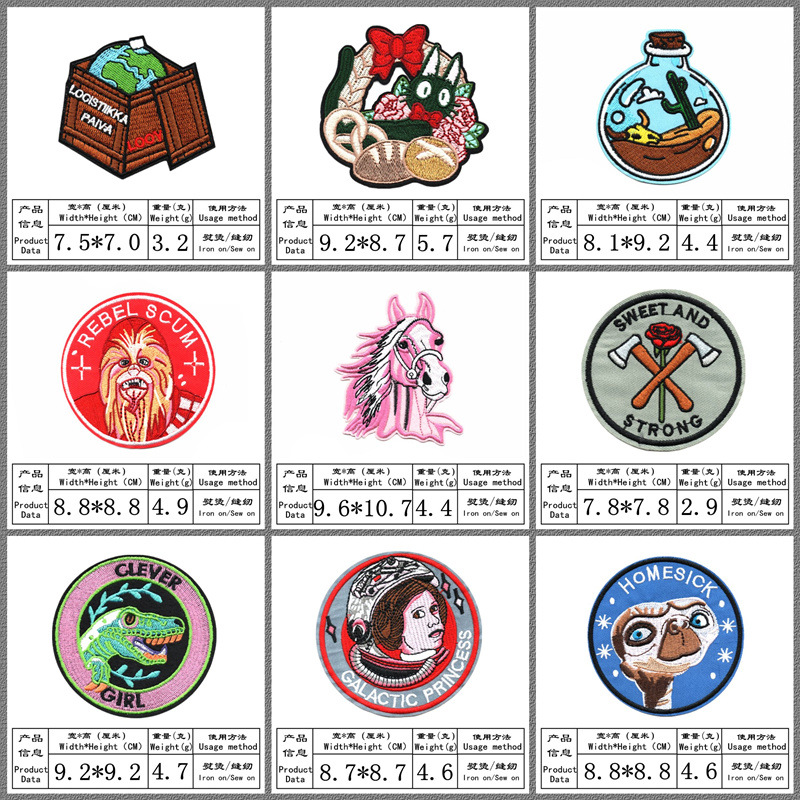 LOGISTIIKKA
PÄIVÄ
产品
信息
Product
Data
宽*高 (厘米)
Width*Height (CM)
7.5*7.0
重量(克)
Weight(g)
3.2
使用方法
Usage method
熨烫/缝纫
Iron on/Sew on
产品
信息
Product
Data
宽*高 (厘米)
Width*Height (CM)
9.2*8.7
重量(克)
Weight(g)
5.7
使用方法
Usage method
熨烫/缝纫
Iron on/Sew on
产品
信息
Product
Data
宽*高 (厘米)
Width*Height (CM)
8.1*9.2
重量(克)
Weight(g)
4.4
使用方法
Usage method
熨烫/缝纫
Iron on/Sew on
REBEL SCUM
产品
信息
Product
Data
宽*高 (厘米)
Width*Height (CM)
8.8*8.8
重量(克)
Weight(g)
4.9
使用方法
Usage method
熨烫/缝纫
Iron on/Sew on
产品
信息
Product
Data
宽*高 (厘米)
Width*Height (CM)
9.6*10.7
重量(克)
Weight(g)
4.4
使用方法
Usage method
熨烫/缝纫
Iron on/Sew on
SWEET AND
STRONG
产品
信息
Product
Data
宽*高 (厘米)
Width*Height (CM)
7.8*7.8
重量(克)
Weight(g)
2.9
使用方法
Usage method
熨烫/缝纫
Iron on/Sew on
CLEVER
GIRL
产品
信息
Product
Data
宽*高 (厘米)
Width*Height (CM)
9.2*9.2
重量(克)
Weight(g)
4.7
使用方法
Usage method
熨烫/缝纫
Iron on/Sew on
GALACTIC PRINCESS
产品
信息
Product
Data
宽*高 (厘米)
Width*Height (CM)
8.7*8.7
重量(克)
Weight(g)
4.6
使用方法
Usage method
熨烫/缝纫
Iron on/Sew on
HOMESICK
产品
信息
Product
Data
宽*高 (厘米)
Width*Height (CM)
8.8*8.8
重量(克)
Weight(g)
4.6
使用方法
Usage method
熨烫/缝纫
Iron on/Sew on